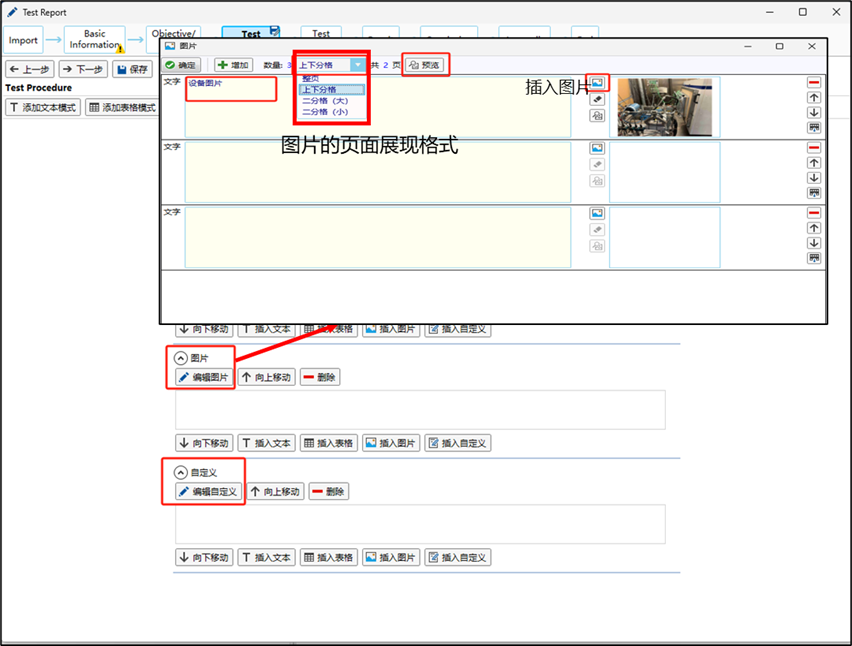 Test Report
Import
Basic Information
Objective/
Test
Test
上一步 下一步 保存
Test Procedure
添加文本模式 添加表格模式
图片
确定 增加 数量: 3 上下分格 共 2 页 预览
整页
上下分格
二分格（大）
二分格（小）
文字 设备图片
插入图片
图片的页面展现格式
文字
文字
向下移动 插入文本 插入表格 插入图片 插入自定义
图片
编辑图片 向上移动 删除
向下移动 插入文本 插入表格 插入图片 插入自定义
自定义
编辑自定义 向上移动 删除
向下移动 插入文本 插入表格 插入图片 插入自定义